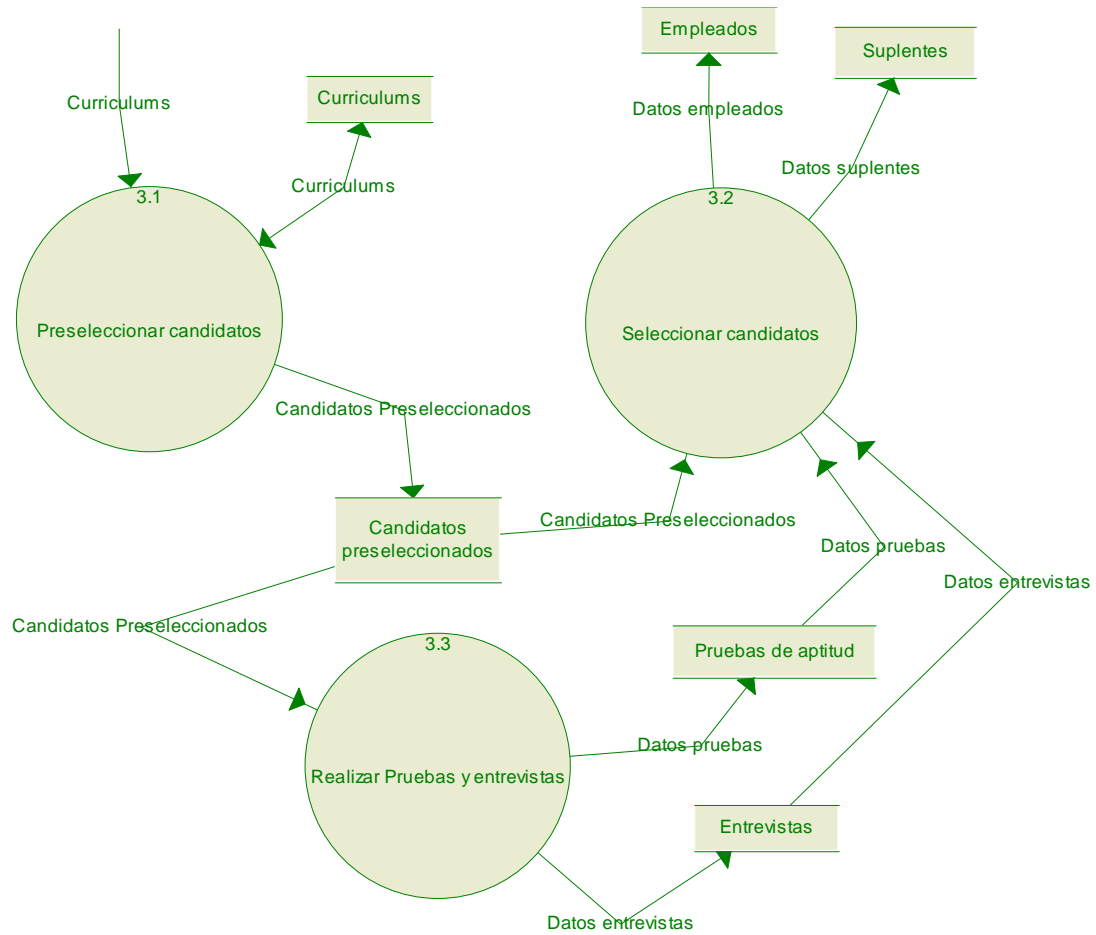 Empleados
Suplentes
Curriculums
Curriculums
Datos empleados
Datos suplentes
Curriculums
3.1
3.2
Preseleccionar candidatos
Seleccionar candidatos
Candidatos Preseleccionados
Candidatos
preseleccionados
Candidatos Preseleccionados
Datos pruebas
Datos entrevistas
Candidatos Preseleccionados
3.3
Pruebas de aptitud
Datos pruebas
Realizar Pruebas y entrevistas
Entrevistas
Datos entrevistas